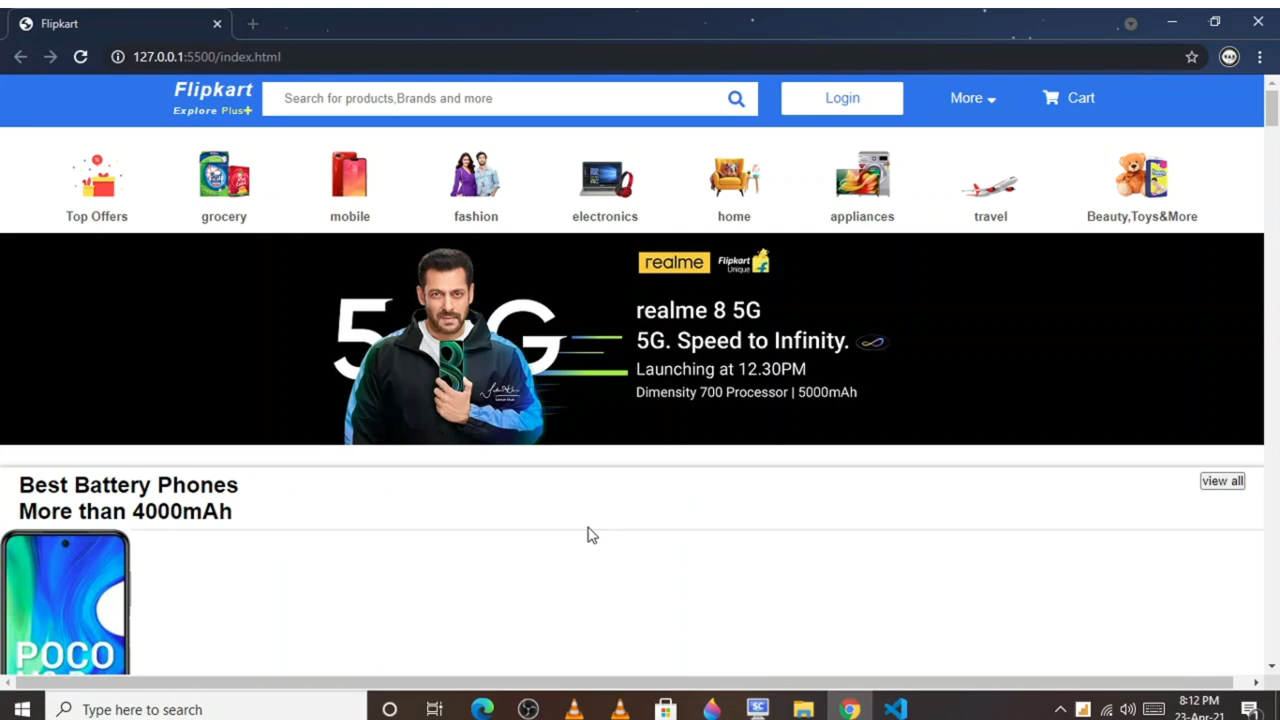 Flipkart
127.0.0.1:5500/index.html
Flipkart
Explore Plus+
Search for products,Brands and more
Login
More
Cart
Top Offers
grocery
mobile
fashion
electronics
home
appliances
travel
Beauty,Toys&More
5G
realme
Flipkart
Unique
realme 8 5G
5G. Speed to Infinity.
Launching at 12.30PM
Dimensity 700 Processor | 5000mAh
Best Battery Phones
More than 4000mAh
view all
POCO
Type here to search
8:12 PM
23-Apr-21